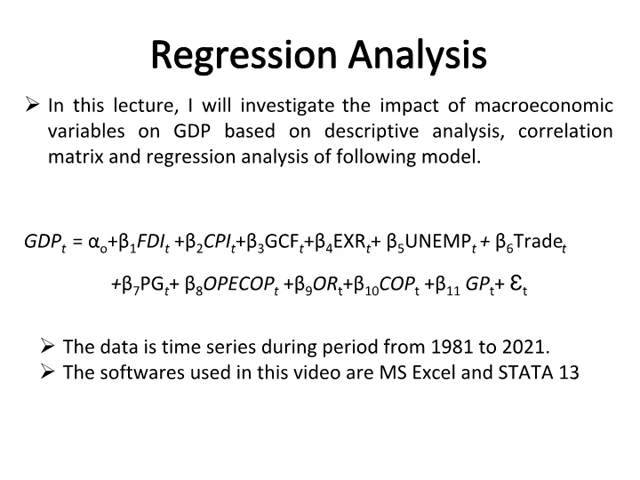 Regression Analysis
➢ In this lecture, I will investigate the impact of macroeconomic
variables on GDP based on descriptive analysis, correlation
matrix and regression analysis of following model.
GDPₜ = αₒ+β₁FDIₜ +β₂CPIₜ+β₃GCFₜ+β₄EXRₜ+ β₅UNEMPₜ + β₆Tradeₜ
+β₇PGₜ+ β₈OPECOPₜ +β₉ORₜ+β₁₀COPₜ +β₁₁ GPₜ+ Ɛₜ
➢ The data is time series during period from 1981 to 2021.
➢ The softwares used in this video are MS Excel and STATA 13